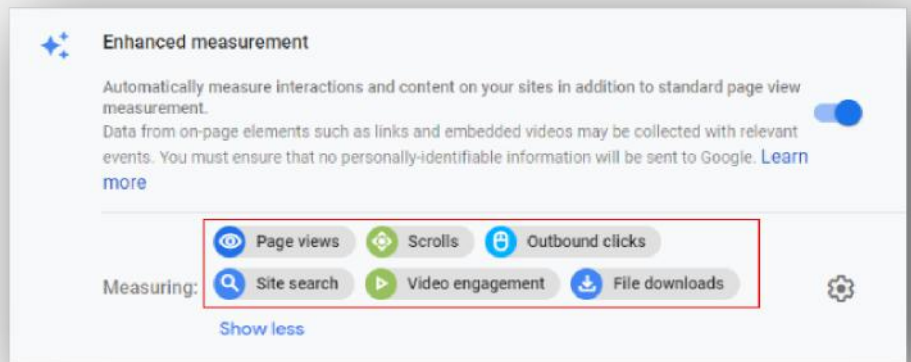 Enhanced measurement
Automatically measure interactions and content on your sites in addition to standard page view
measurement.
Data from on-page elements such as links and embedded videos may be collected with relevant
events. You must ensure that no personally-identifiable information will be sent to Google. Learn
more
Page views Scrolls Outbound clicks
Measuring: Site search Video engagement File downloads
Show less